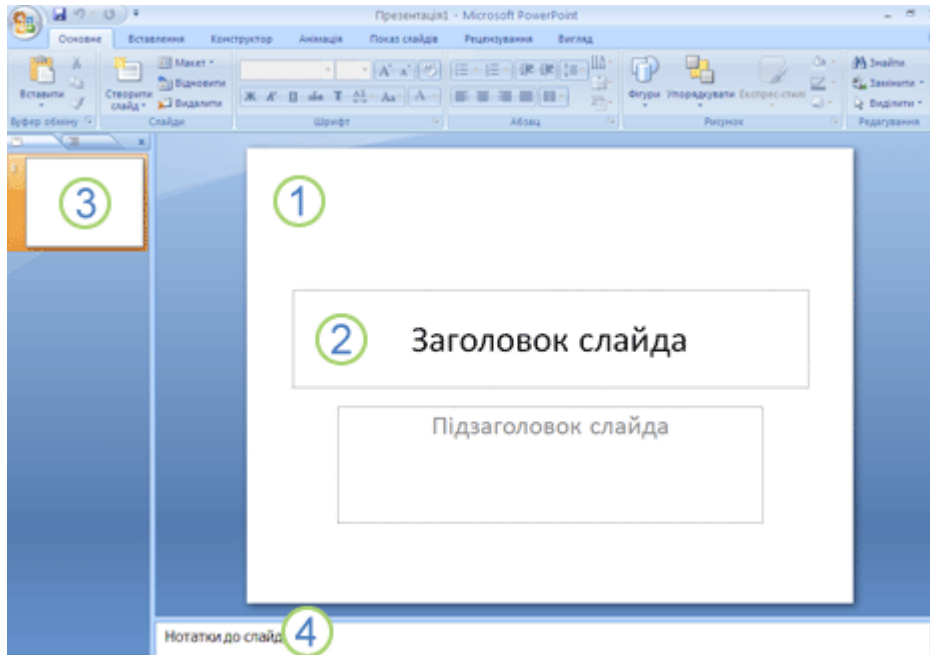 Презентація1 - Microsoft PowerPoint
Основне Вставлення Конструктор Анімація Показ слайдів Рецензування Вигляд
Вставити
Створити слайд
Макет
Відновити
Видалити
Ж К П abc Т Aa А
Фігури Упорядкувати Експрес-стилі
Знайти
Замінити
Виділити
Буфер обміну Слайди Шрифт Абзац Рисунок Редагування
3
1
2 Заголовок слайда
Підзаголовок слайда
Нотатки до слайд 4